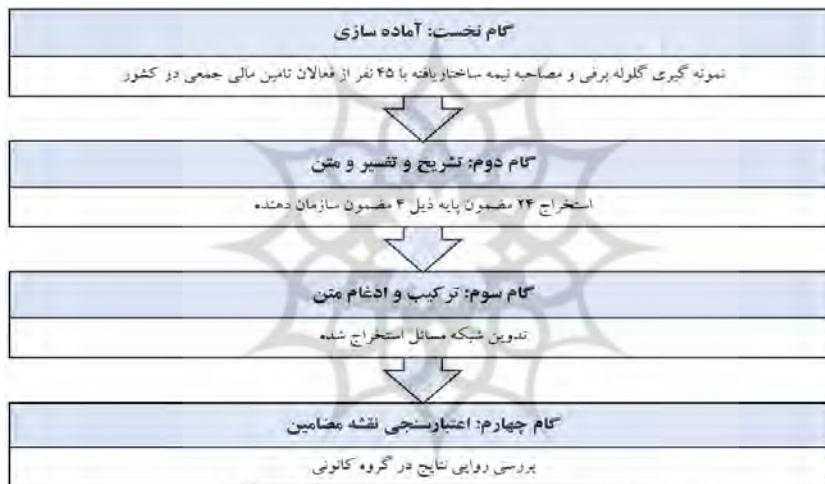 گام نخست: آماده سازی
نمونه گیری گلوله برفی و مصاحبه نیمه ساختاریافته با ۴۵ نفر از فعالان تامین مالی جمعی در کشور
گام دوم: تشریح و تفسیر و متن
استخراج ۲۴ مضمون پایه ذیل ۴ مضمون سازمان دهنده
گام سوم: ترکیب و ادغام متن
تدوین شبکه مسائل استخراج شده
گام چهارم: اعتبارسنجی نقشه مضامین
بررسی روایی نتایج در گروه کانونی